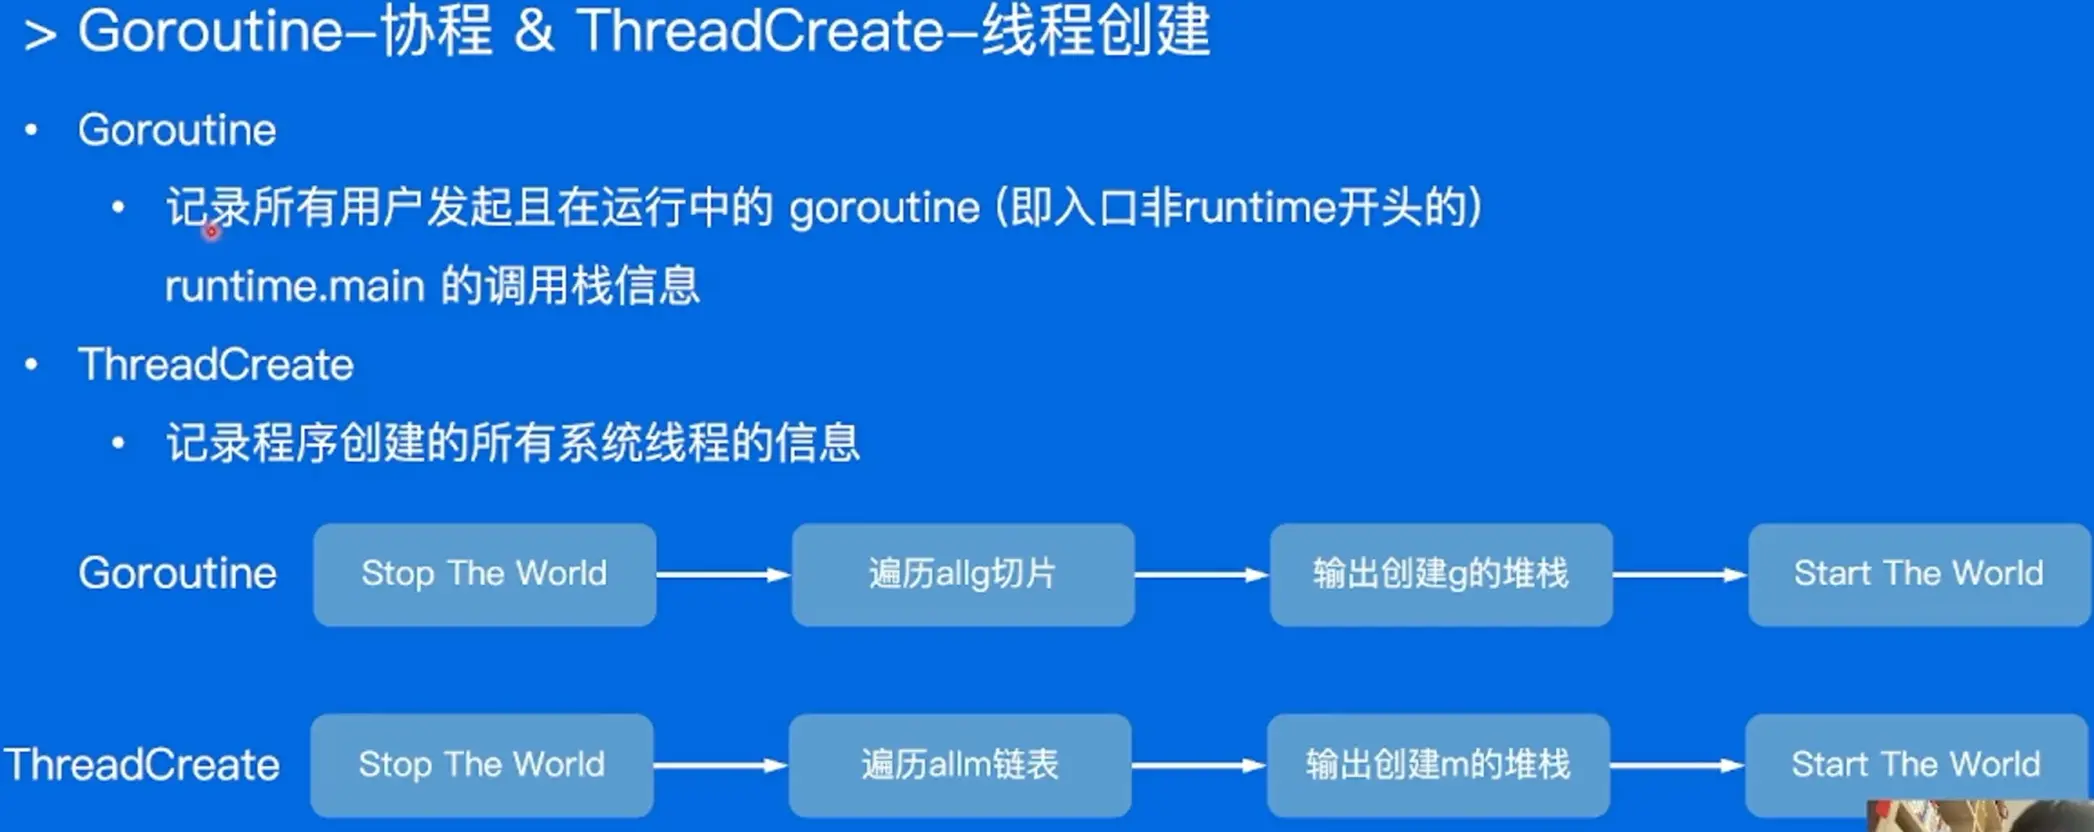 > Goroutine-协程 & ThreadCreate-线程创建
• Goroutine
• 记录所有用户发起且在运行中的 goroutine (即入口非runtime开头的)
runtime.main 的调用栈信息
• ThreadCreate
• 记录程序创建的所有系统线程的信息
Goroutine Stop The World 遍历allg切片 输出创建g的堆栈 Start The World
ThreadCreate Stop The World 遍历allm链表 输出创建m的堆栈 Start The World